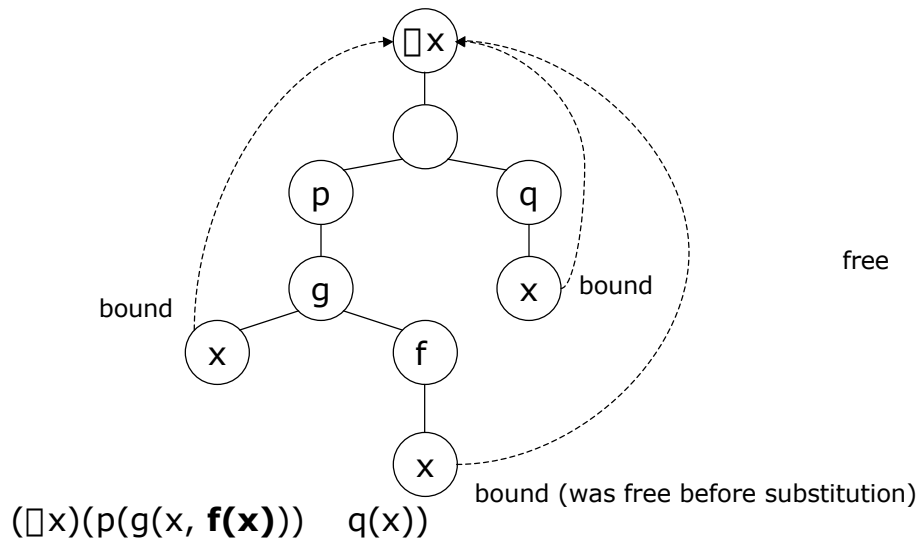 ▯x
p q
free
g x bound
bound
x f
x
bound (was free before substitution)
(▯x)(p(g(x, f(x))) q(x))